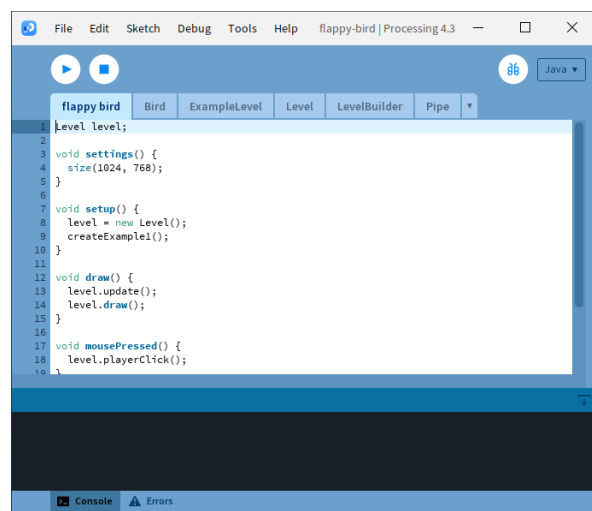 File Edit Sketch Debug Tools Help flappy-bird | Processing 4.3
Java ▼
flappy bird Bird ExampleLevel Level LevelBuilder Pipe ▼
1 Level level;
2
3 void settings() {
4   size(1024, 768);
5 }
6
7 void setup() {
8   level = new Level();
9   createExample1();
10 }
11
12 void draw() {
13   level.update();
14   level.draw();
15 }
16
17 void mousePressed() {
18   level.playerClick();
19 }
Console Errors